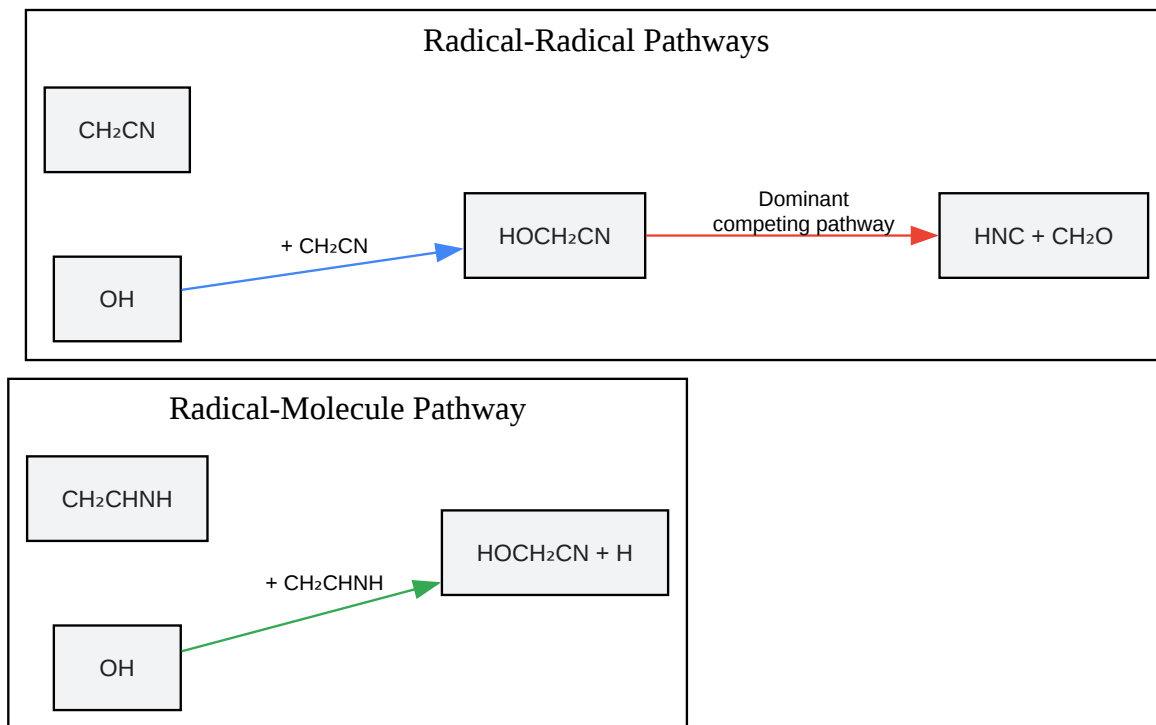 Radical-Radical Pathways
CH₂CN
OH
+ CH₂CN
HOCH₂CN
Dominant
competing pathway
HNC + CH₂O
Radical-Molecule Pathway
CH₂CHNH
OH
+ CH₂CHNH
HOCH₂CN + H